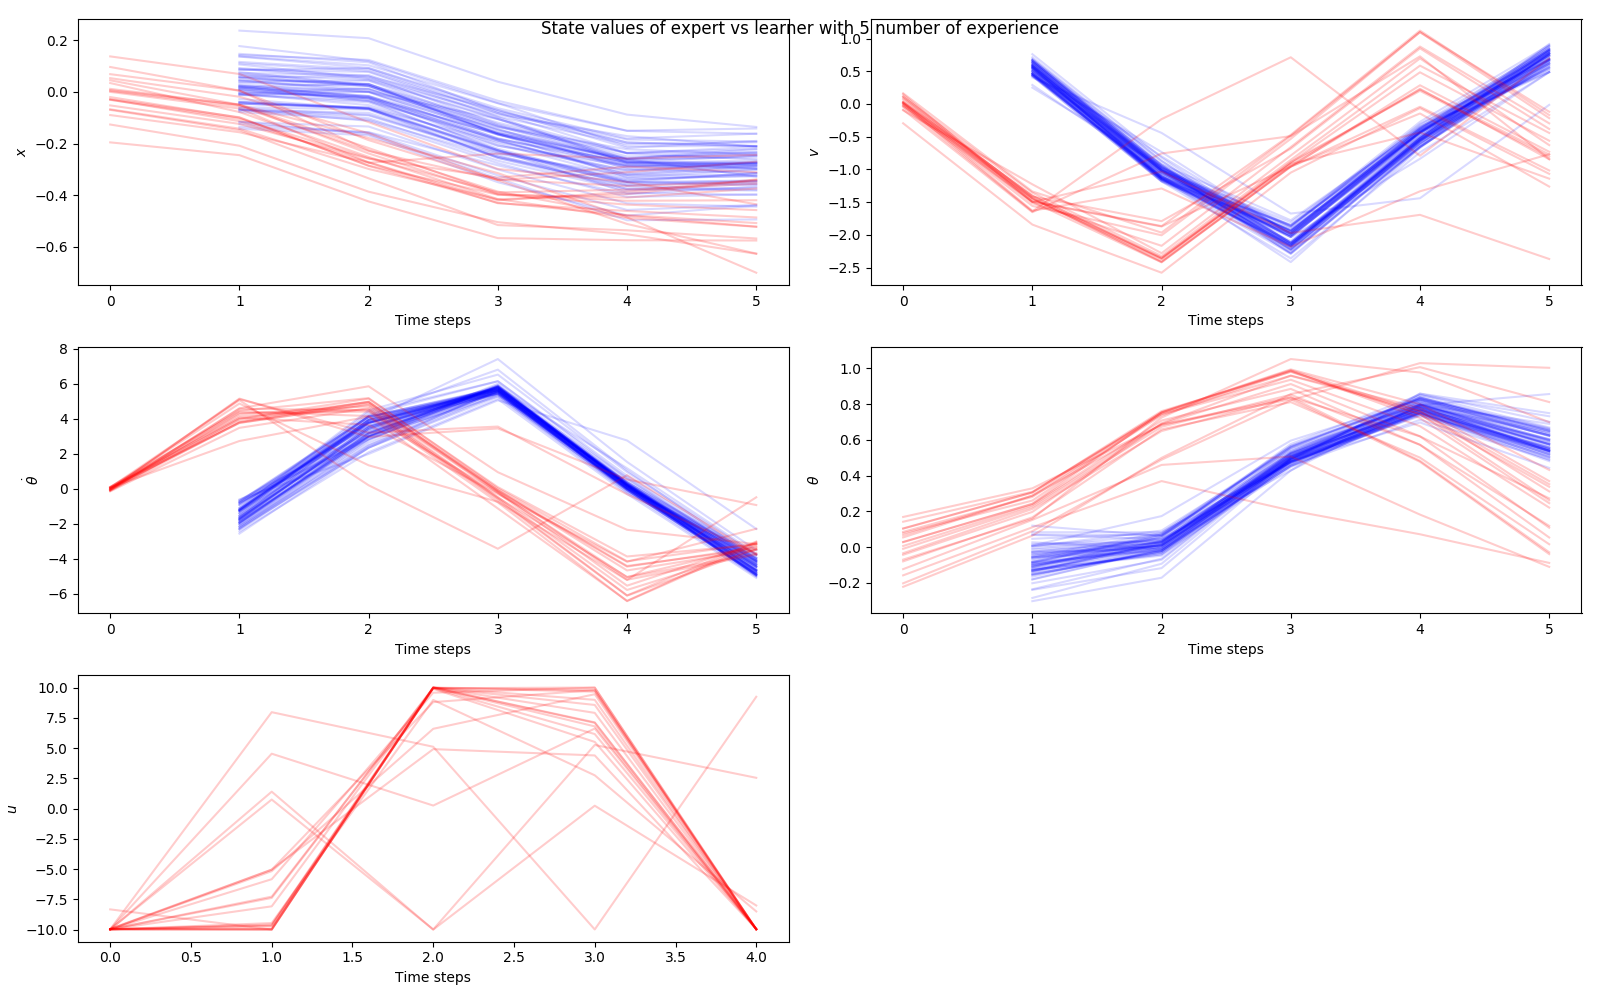 State values of expert vs learner with 5 number of experience
0.2
0.0
−0.2
−0.4
−0.6
x
0 1 2 3 4 5
Time steps
1.0
0.5
0.0
−0.5
−1.0
−1.5
−2.0
−2.5
v
0 1 2 3 4 5
Time steps
8
6
4
2
0
−2
−4
−6
θ̇
0 1 2 3 4 5
Time steps
1.0
0.8
0.6
0.4
0.2
0.0
−0.2
θ
0 1 2 3 4 5
Time steps
10.0
7.5
5.0
2.5
0.0
−2.5
−5.0
−7.5
−10.0
u
0.0 0.5 1.0 1.5 2.0 2.5 3.0 3.5 4.0
Time steps